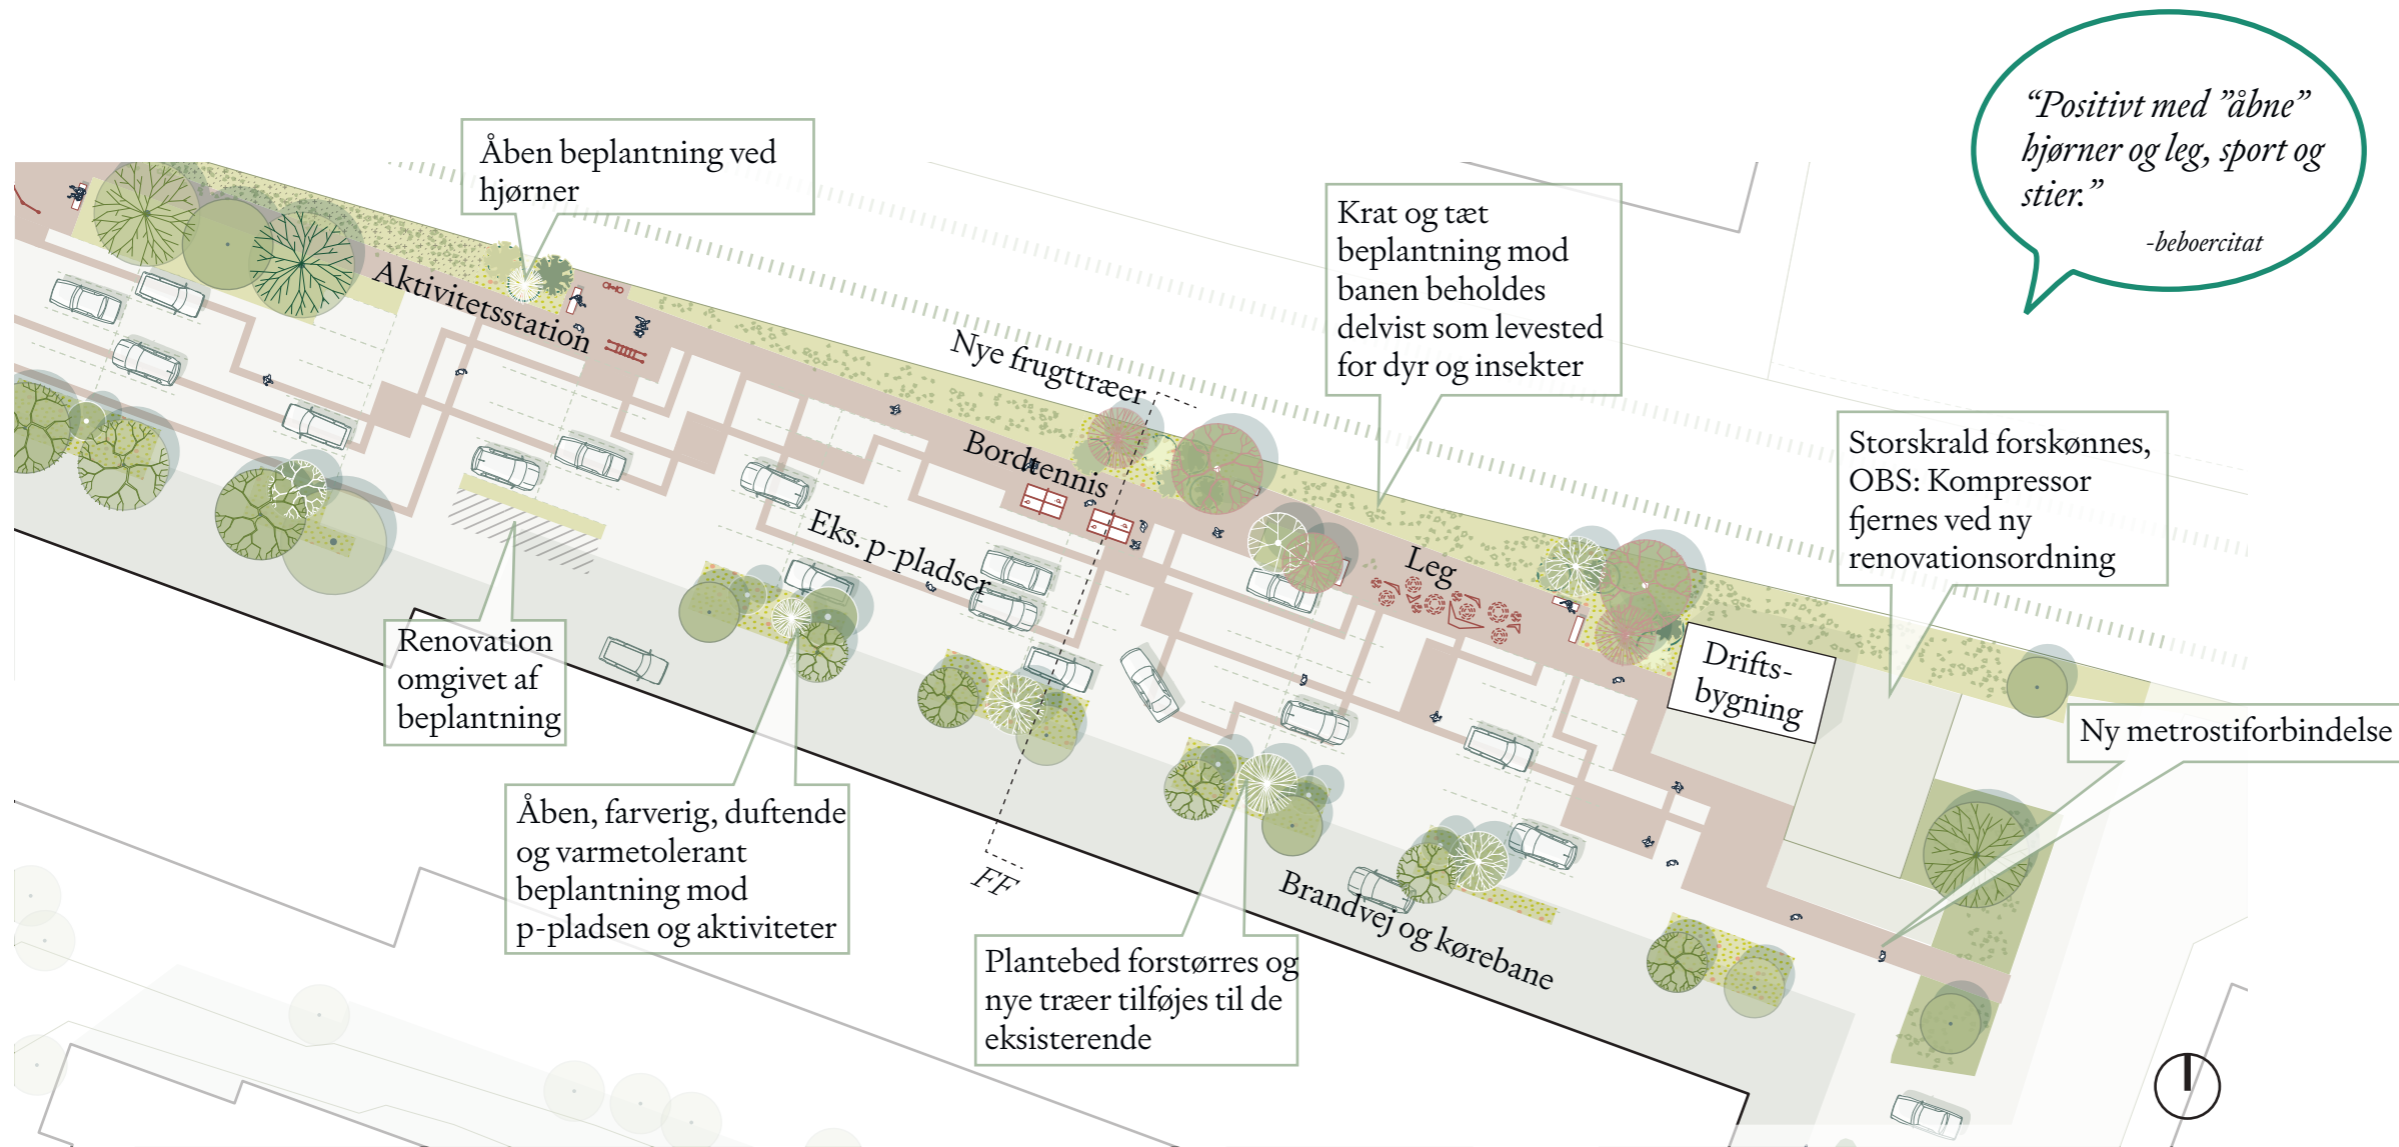 “Positivt med ”åbne”
hjørner og leg, sport og
stier.”
-beboercitat
Åben beplantning ved
hjørner
Krat og tæt
beplantning mod
banen beholdes
delvist som levested
for dyr og insekter
Aktivitetsstation
Nye frugttræer
Storskrald forskønnes,
OBS: Kompressor
fjernes ved ny
renovationsordning
Bordtennis
Eks. p-pladser
Leg
Renovation
omgivet af
beplantning
Drifts-
bygning
Ny metrostiforbindelse
Åben, farverig, duftende
og varmetolerant
beplantning mod
p-pladsen og aktiviteter
FF
Brandvej og kørebane
Plantebed forstørres og
nye træer tilføjes til de
eksisterende